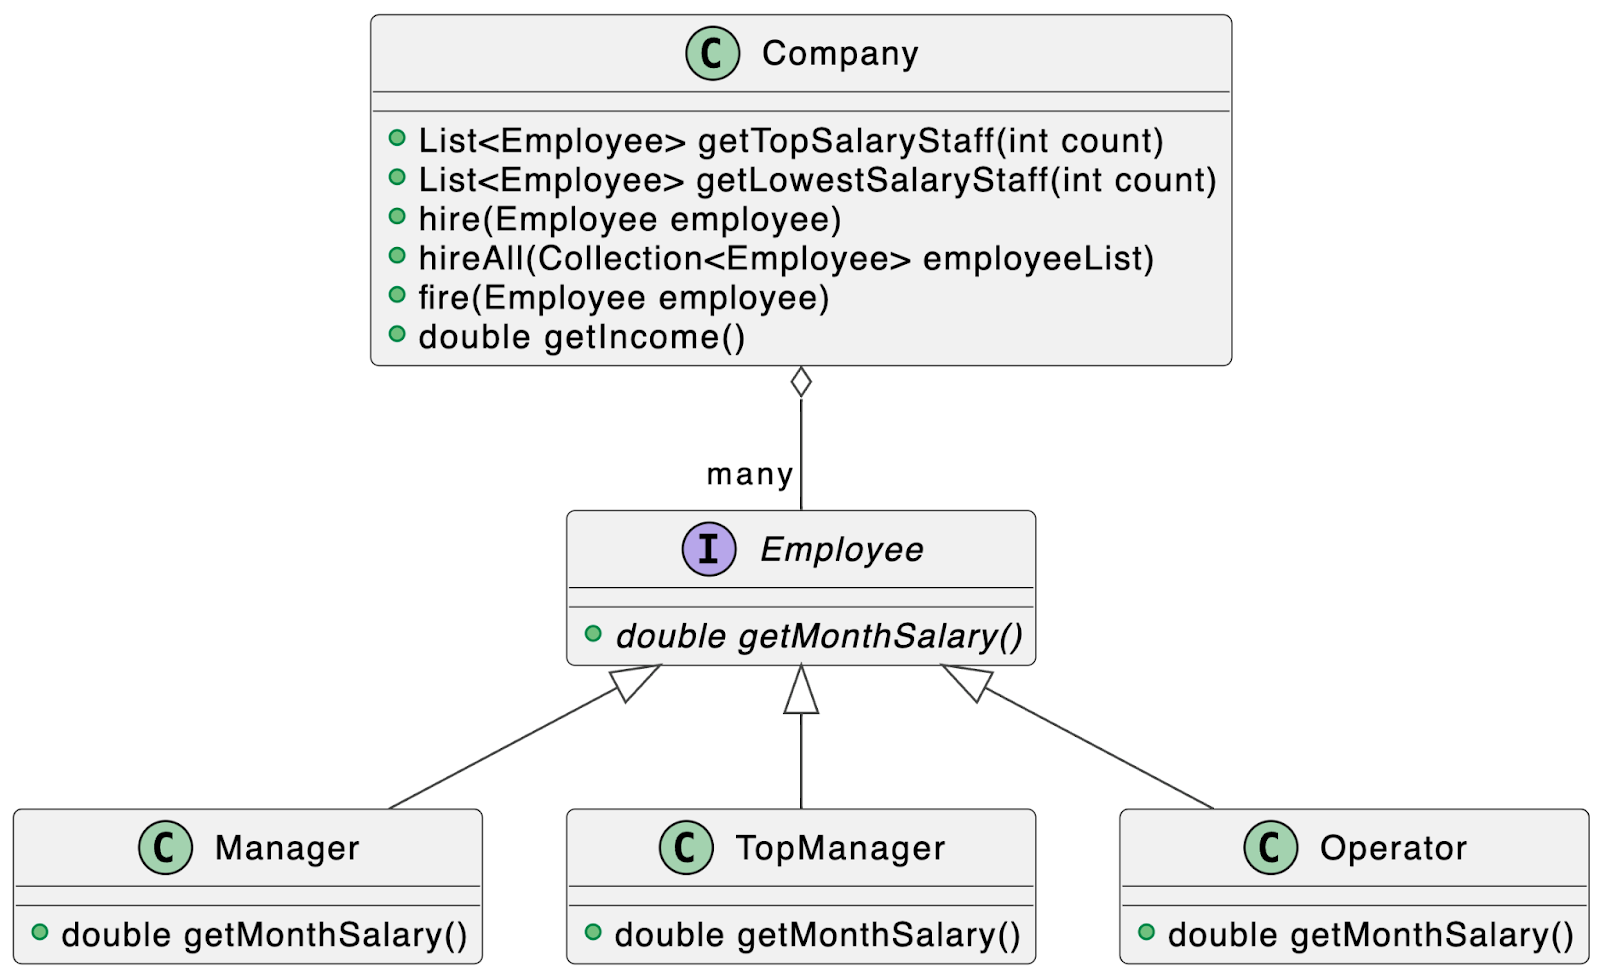 C Company
List<Employee> getTopSalaryStaff(int count)
List<Employee> getLowestSalaryStaff(int count)
hire(Employee employee)
hireAll(Collection<Employee> employeeList)
fire(Employee employee)
double getIncome()
many
I Employee
double getMonthSalary()
C Manager
double getMonthSalary()
C TopManager
double getMonthSalary()
C Operator
double getMonthSalary()